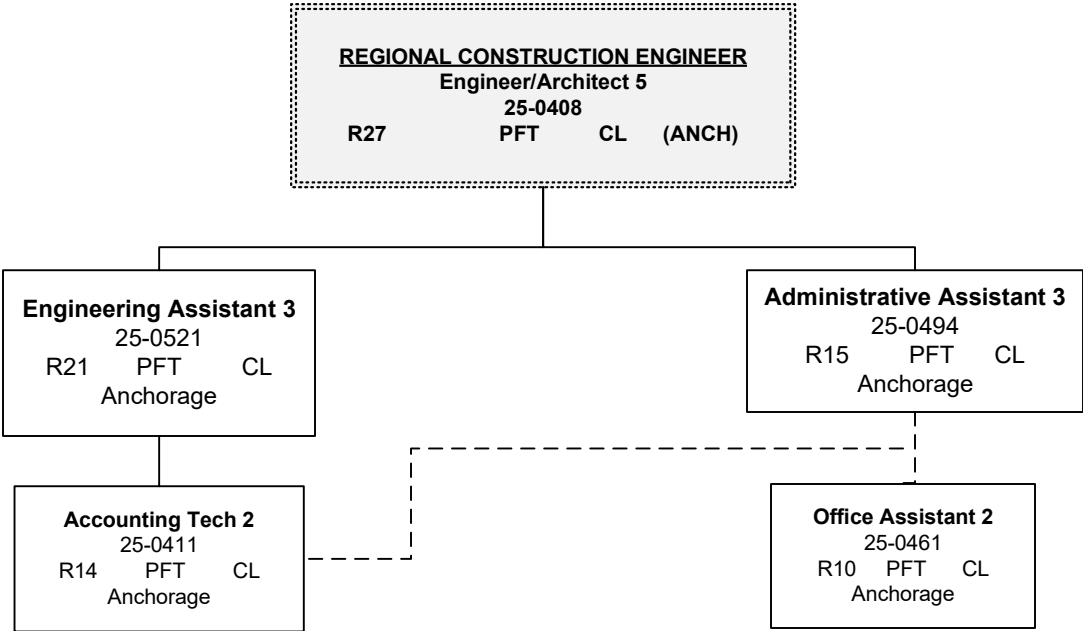 REGIONAL CONSTRUCTION ENGINEER
Engineer/Architect 5
25-0408
R27 PFT CL (ANCH)
Engineering Assistant 3
25-0521
R21 PFT CL
Anchorage
Administrative Assistant 3
25-0494
R15 PFT CL
Anchorage
Accounting Tech 2
25-0411
R14 PFT CL
Anchorage
Office Assistant 2
25-0461
R10 PFT CL
Anchorage